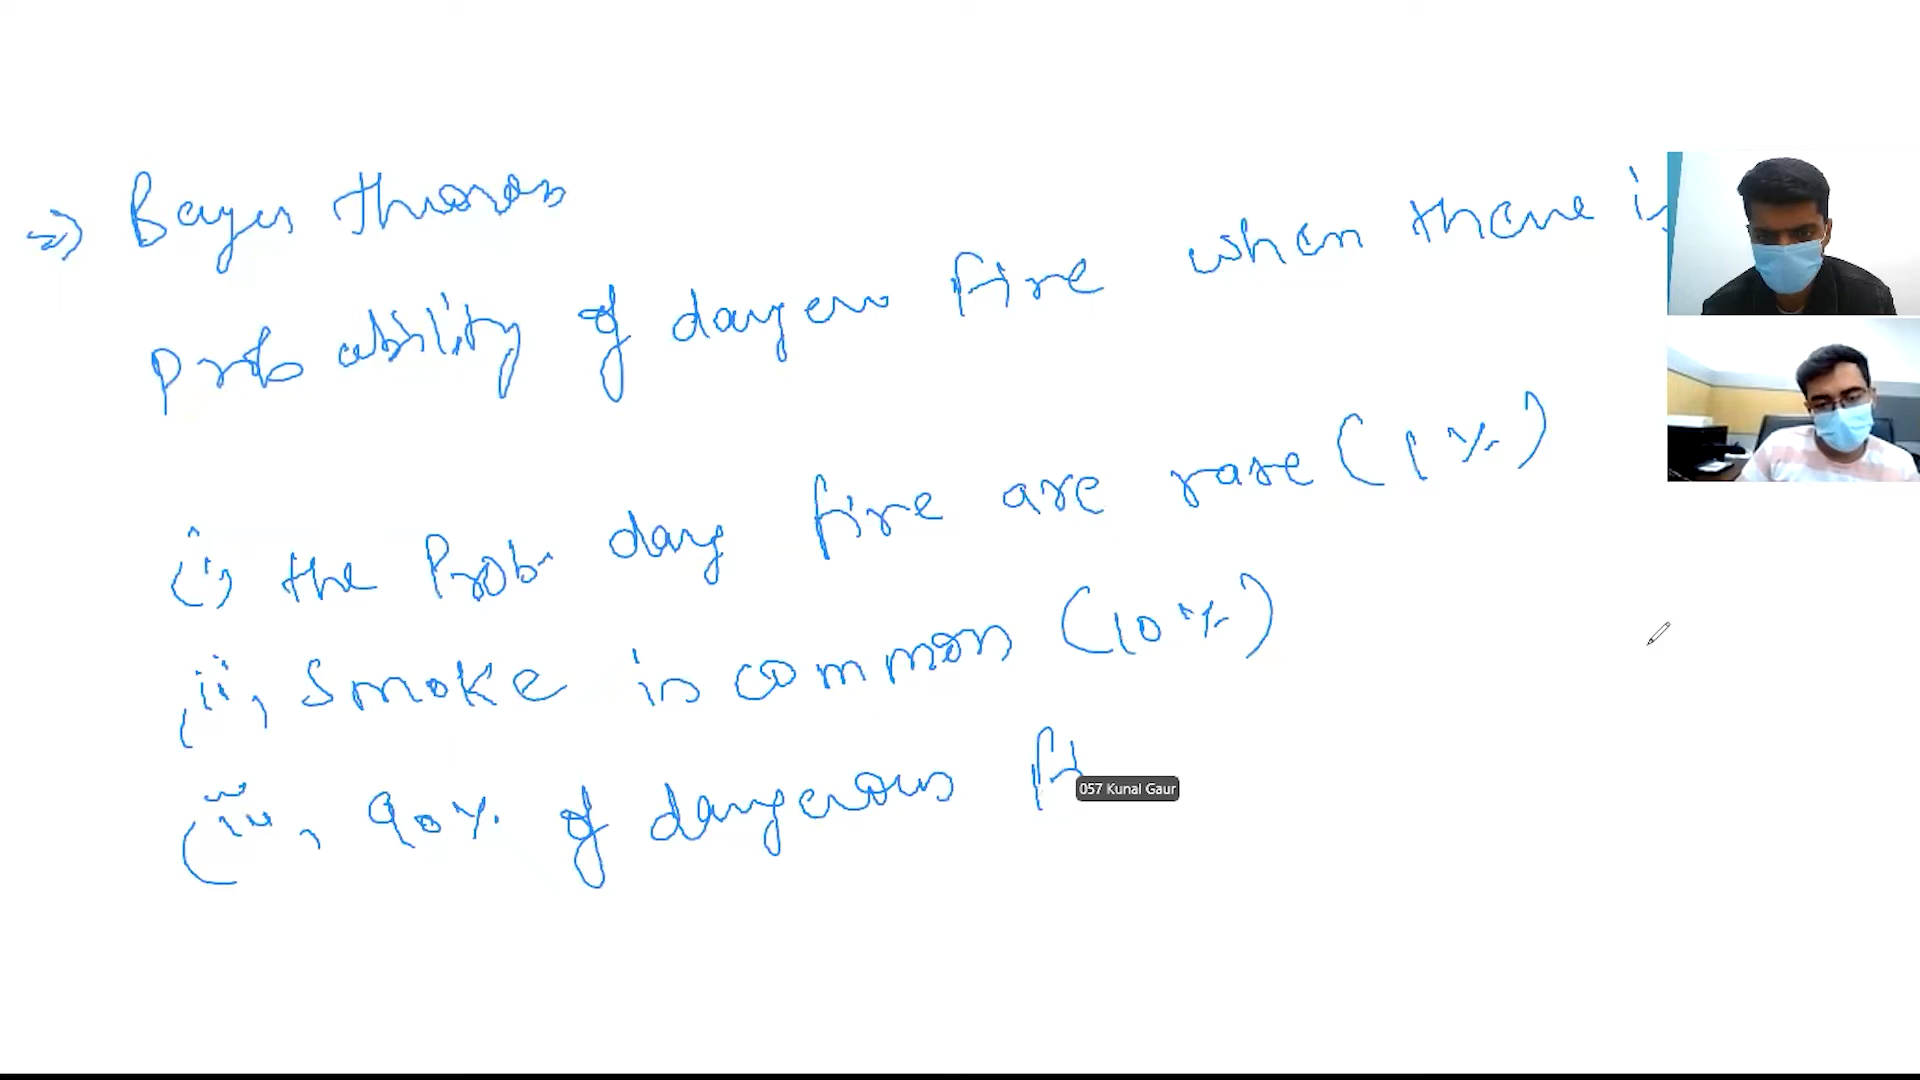 => Bayes theorem
Probability of dangerous fire when there is
(i) the Prob. dang fire are rare (1%)
(ii) Smoke is common (10%)
(iii) 90% of dangerous fi
057 Kunal Gaur